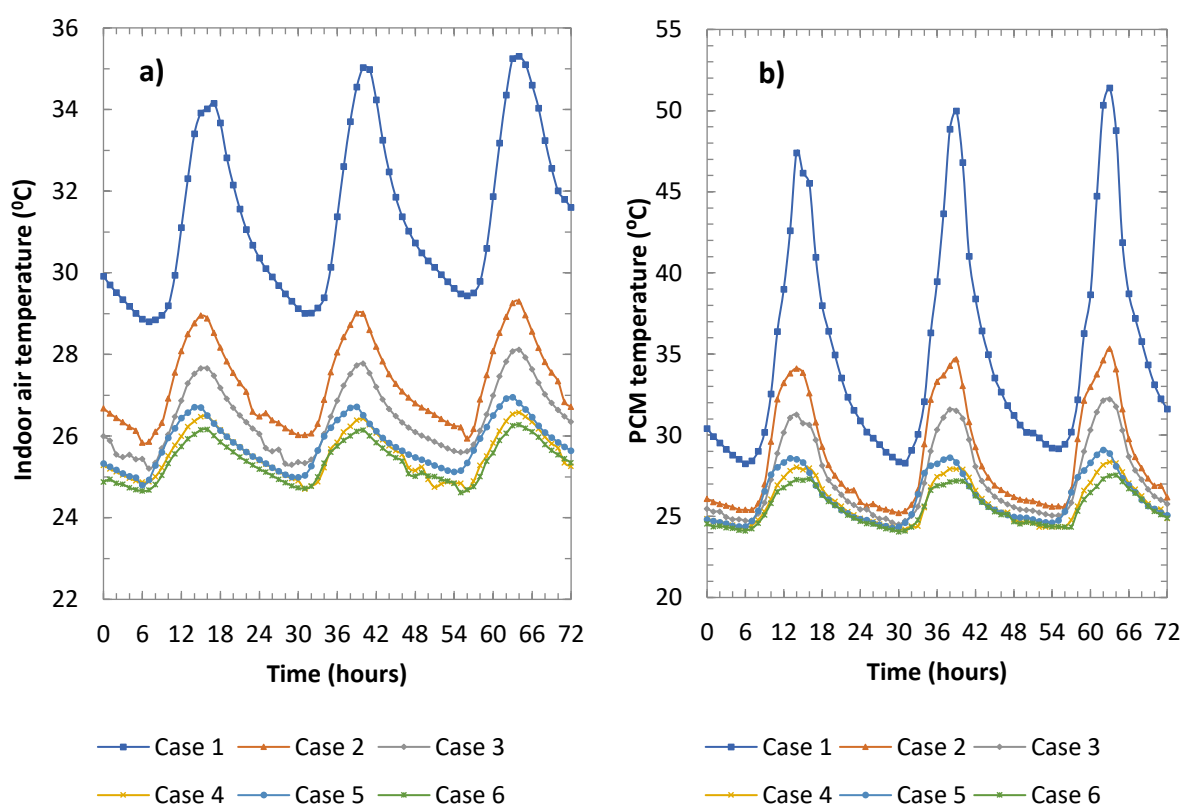 a)
Indoor air temperature (⁰C)
36
34
32
30
28
26
24
22
0 6 12 18 24 30 36 42 48 54 60 66 72
Time (hours)
Case 1 Case 2 Case 3
Case 4 Case 5 Case 6
b)
PCM temperature (⁰C)
55
50
45
40
35
30
25
20
0 6 12 18 24 30 36 42 48 54 60 66 72
Time (hours)
Case 1 Case 2 Case 3
Case 4 Case 5 Case 6